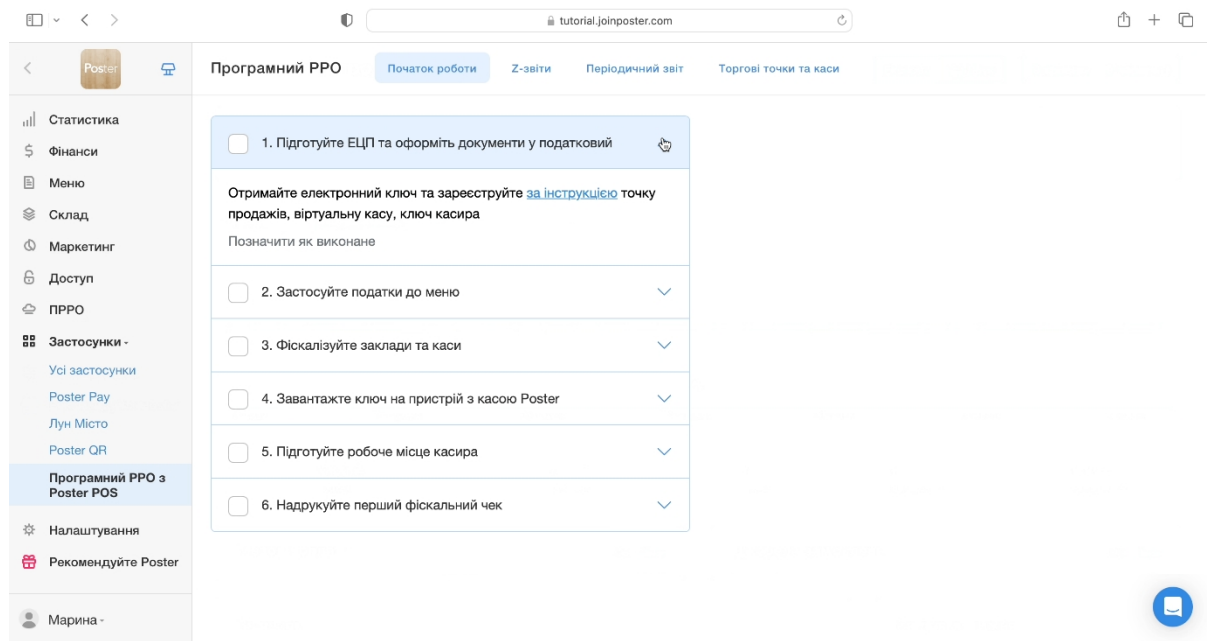 tutorial.joinposter.com
Poster
Програмний РРО
Початок роботи
Z-звіти
Періодичний звіт
Торгові точки та каси
Статистика
Фінанси
Меню
Склад
Маркетинг
Доступ
ПРРО
Застосунки
Усі застосунки
Poster Pay
Лун Місто
Poster QR
Програмний РРО з
Poster POS
Налаштування
Рекомендуйте Poster
Марина
1. Підготуйте ЕЦП та оформіть документи у податковий
Отримайте електронний ключ та зареєструйте за інструкцією точку
продажів, віртуальну касу, ключ касира
Позначити як виконане
2. Застосуйте податки до меню
3. Фіскалізуйте заклади та каси
4. Завантажте ключ на пристрій з касою Poster
5. Підготуйте робоче місце касира
6. Надрукуйте перший фіскальний чек